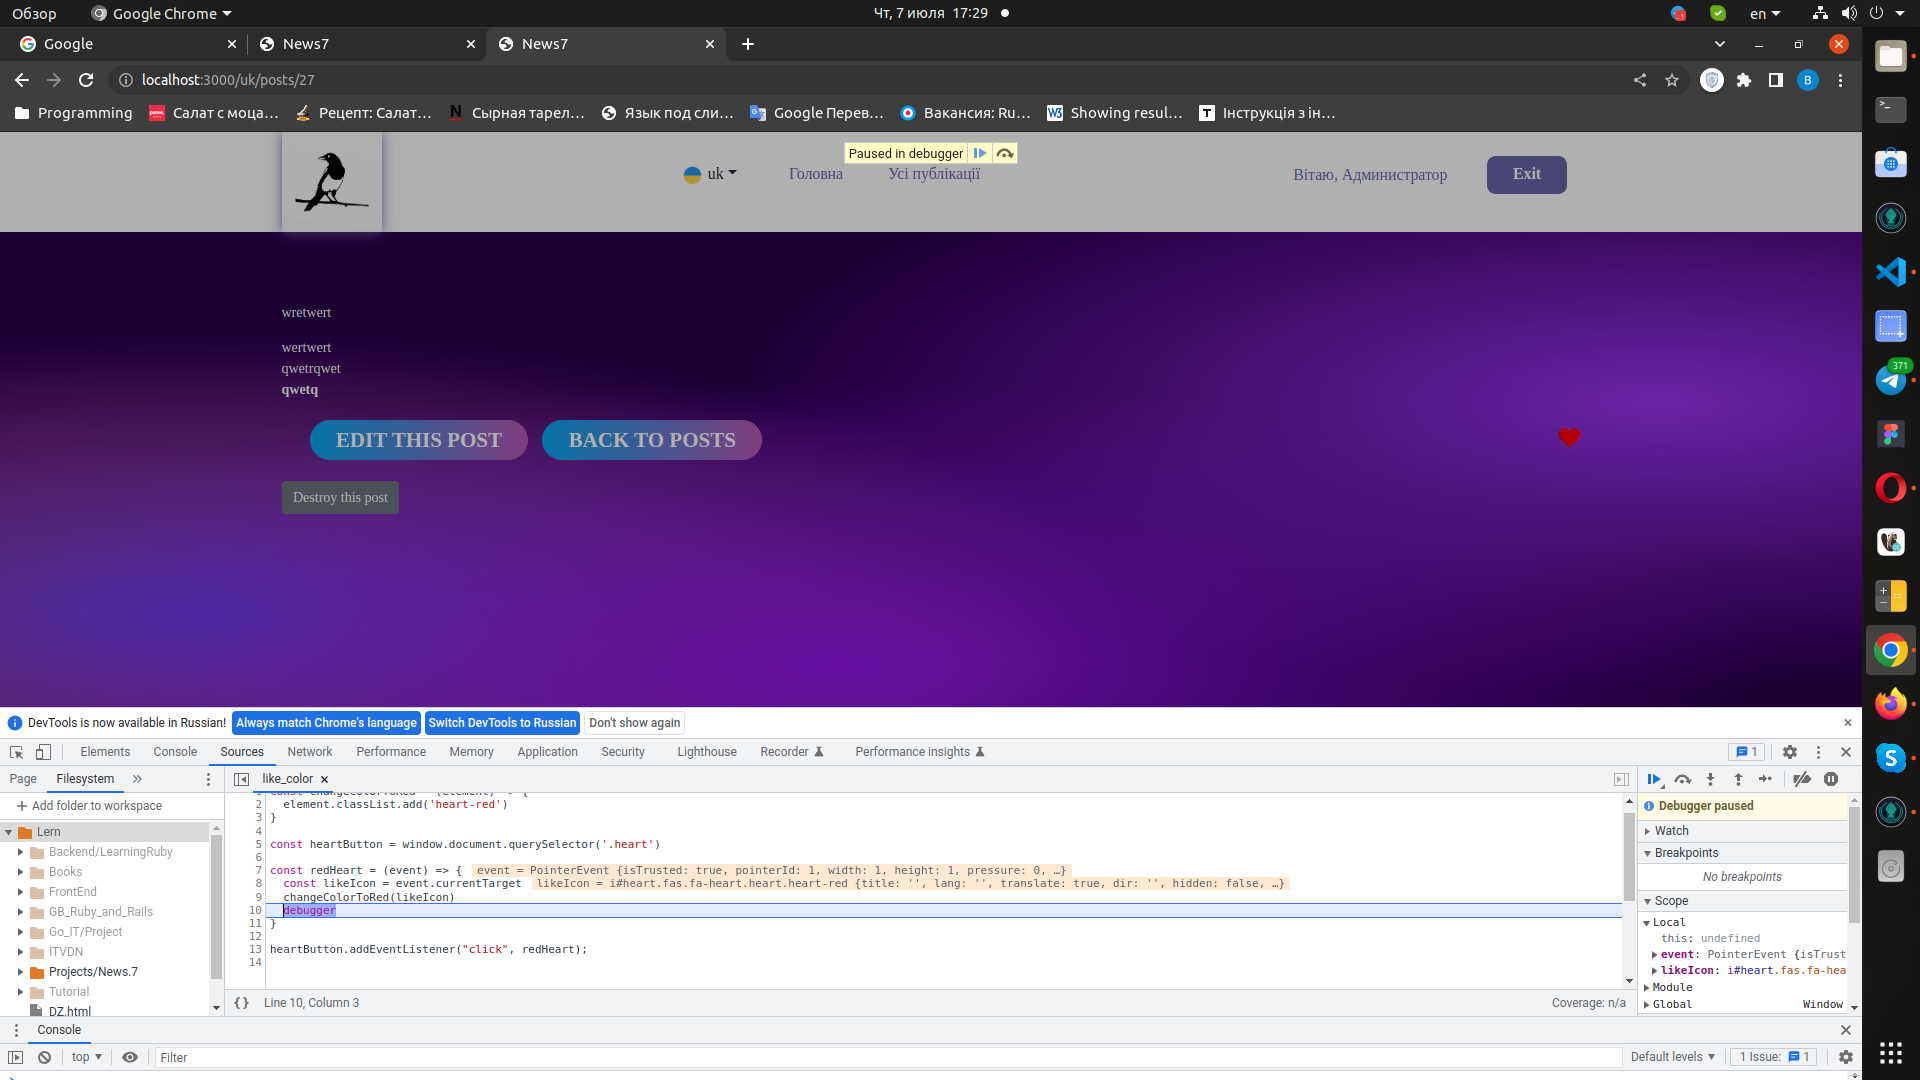 Обзор
Google Chrome
Чт, 7 июля 17:29
en
Google
News7
News7
localhost:3000/uk/posts/27
B
Programming
Салат с моца…
Рецепт: Салат…
Сырная тарел…
Язык под сли…
Google Перев…
Вакансия: Ru…
Showing resul…
Інструкція з ін…
Paused in debugger
uk
Головна
Усі публікації
Вітаю, Администратор
Exit
wretwert
wertwert
qwetrqwet
qwetq
EDIT THIS POST
BACK TO POSTS
Destroy this post
371
DevTools is now available in Russian!
Always match Chrome's language
Switch DevTools to Russian
Don't show again
Elements
Console
Sources
Network
Performance
Memory
Application
Security
Lighthouse
Recorder
Performance insights
1
Page
Filesystem
like_color
Add folder to workspace
Lern
Backend/LearningRuby
Books
FrontEnd
GB_Ruby_and_Rails
Go_IT/Project
ITVDN
Projects/News.7
Tutorial
DZ.html
2 element.classList.add('heart-red')
3 }
4
5 const heartButton = window.document.querySelector('.heart')
6
7 const redHeart = (event) => { event = PointerEvent {isTrusted: true, pointerId: 1, width: 1, height: 1, pressure: 0, …}
8 const likeIcon = event.currentTarget likeIcon = i#heart.fas.fa-heart.heart.heart-red {title: '', lang: '', translate: true, dir: '', hidden: false, …}
9 changeColorToRed(likeIcon)
10 debugger
11 }
12
13 heartButton.addEventListener("click", redHeart);
14
{} Line 10, Column 3
Coverage: n/a
Debugger paused
Watch
Breakpoints
No breakpoints
Scope
Local
this: undefined
event: PointerEvent {isTrust
likeIcon: i#heart.fas.fa-hea
Module
Global Window
Console
top
Filter
Default levels
1 Issue: 1